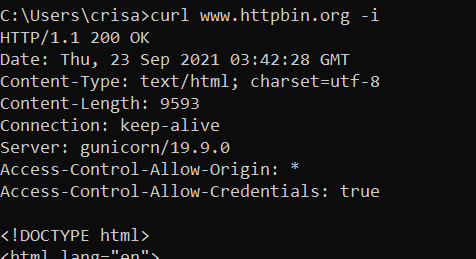 C:\Users\crisa>curl www.httpbin.org -i
HTTP/1.1 200 OK
Date: Thu, 23 Sep 2021 03:42:28 GMT
Content-Type: text/html; charset=utf-8
Content-Length: 9593
Connection: keep-alive
Server: gunicorn/19.9.0
Access-Control-Allow-Origin: *
Access-Control-Allow-Credentials: true

<!DOCTYPE html>
<html lang="en">